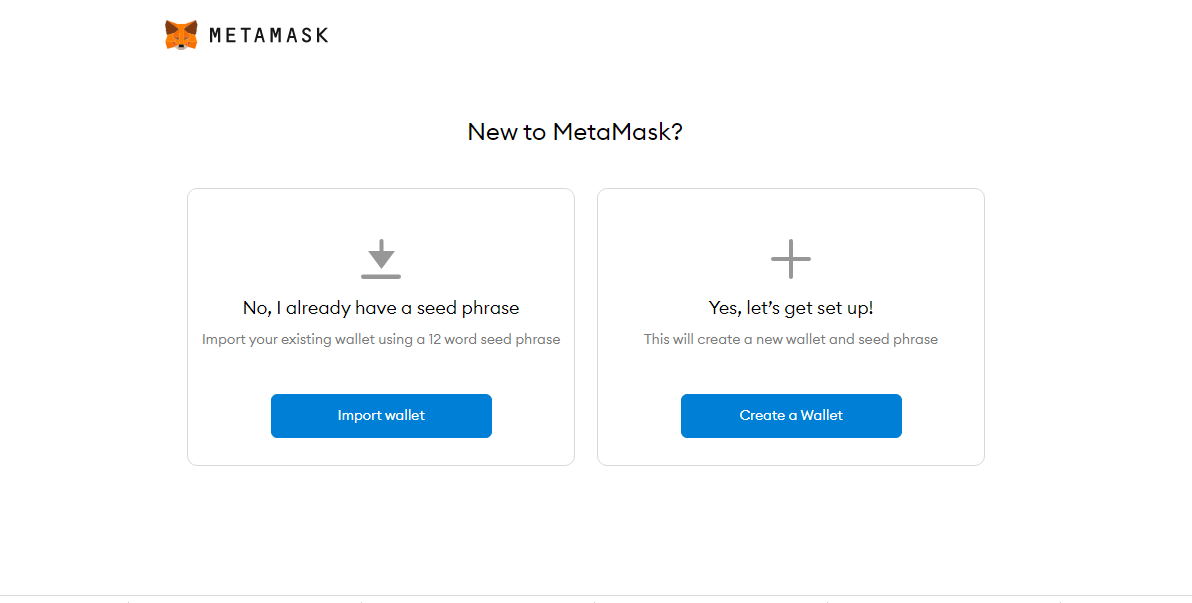 METAMASK
New to MetaMask?
No, I already have a seed phrase
Import your existing wallet using a 12 word seed phrase
Import wallet
Yes, let’s get set up!
This will create a new wallet and seed phrase
Create a Wallet